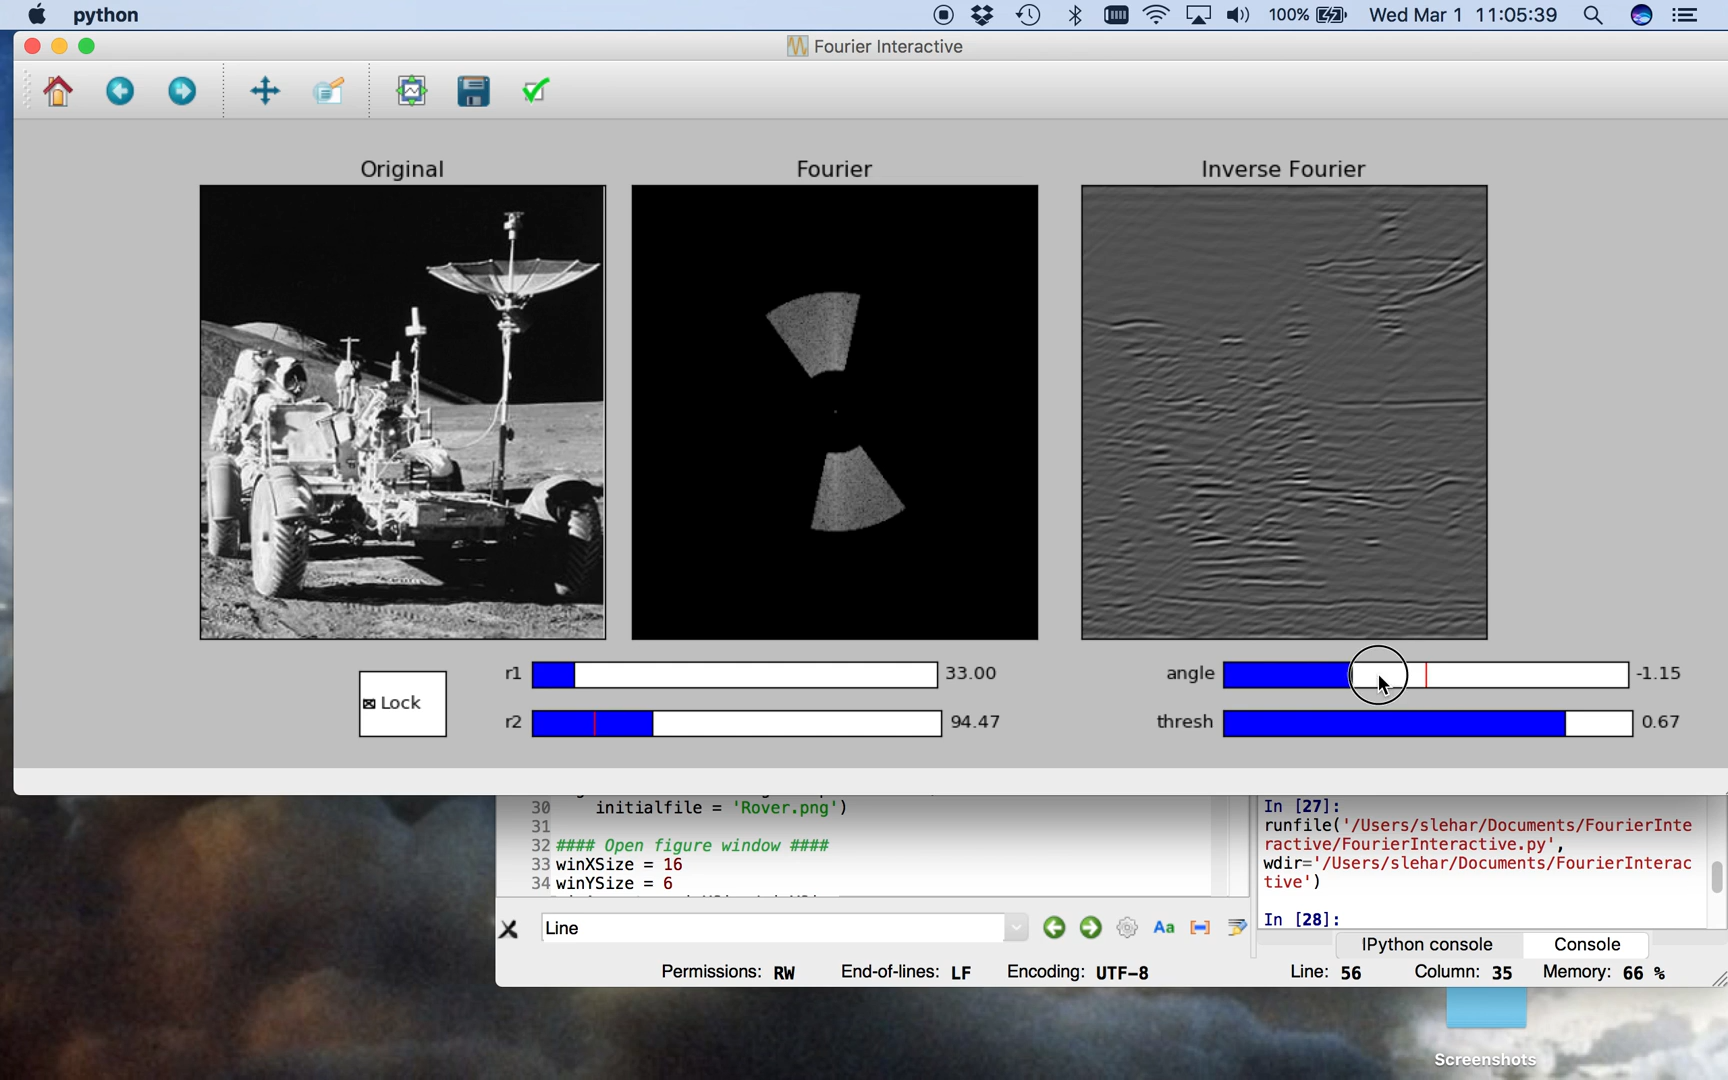 python
100%
Wed Mar 1 11:05:39
Fourier Interactive
Original
Fourier
Inverse Fourier
Lock
r1
33.00
r2
94.47
angle
-1.15
thresh
0.67
30 initialfile = 'Rover.png')
31
32 #### Open figure window ####
33 winXSize = 16
34 winYSize = 6
In [27]:
runfile('/Users/slehar/Documents/FourierInte
ractive/FourierInteractive.py',
wdir='/Users/slehar/Documents/FourierInterac
tive')
In [28]:
Line
Aa
IPython console
Console
Permissions: RW
End-of-lines: LF
Encoding: UTF-8
Line: 56
Column: 35
Memory: 66 %
Screenshots